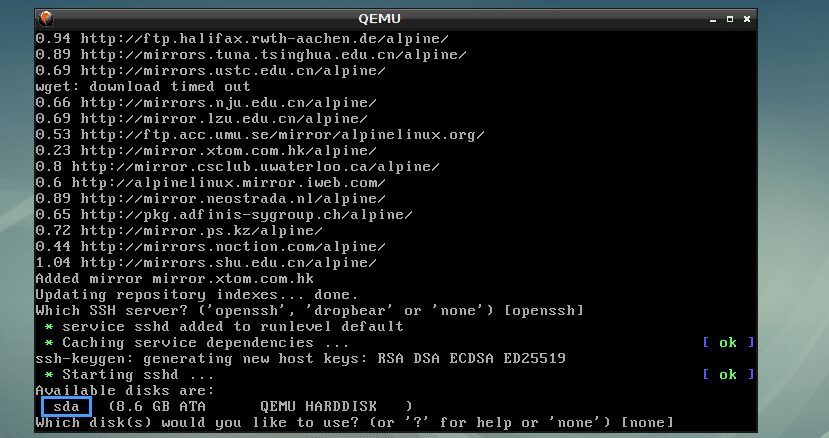 QEMU
0.94 http://ftp.halifax.rwth-aachen.de/alpine/
0.89 http://mirrors.tuna.tsinghua.edu.cn/alpine/
0.69 http://mirrors.ustc.edu.cn/alpine/
wget: download timed out
0.66 http://mirrors.nju.edu.cn/alpine/
0.69 http://mirror.lzu.edu.cn/alpine/
0.53 http://ftp.acc.umu.se/mirror/alpinelinux.org/
0.23 http://mirror.xtom.com.hk/alpine/
0.8 http://mirror.csclub.uwaterloo.ca/alpine/
0.6 http://alpinelinux.mirror.iweb.com/
0.89 http://mirror.neostrada.nl/alpine/
0.65 http://pkg.adfinis-sygroup.ch/alpine/
0.72 http://mirror.ps.kz/alpine/
0.44 http://mirrors.noction.com/alpine/
1.04 http://mirrors.shu.edu.cn/alpine/
Added mirror mirror.xtom.com.hk
Updating repository indexes... done.
Which SSH server? ('openssh', 'dropbear' or 'none') [openssh]
* service sshd added to runlevel default
* Caching service dependencies ... [ ok ]
ssh-keygen: generating new host keys: RSA DSA ECDSA ED25519
* Starting sshd ... [ ok ]
Available disks are:
sda (8.6 GB ATA QEMU HARDDISK )
Which disk(s) would you like to use? (or '?' for help or 'none') [none]